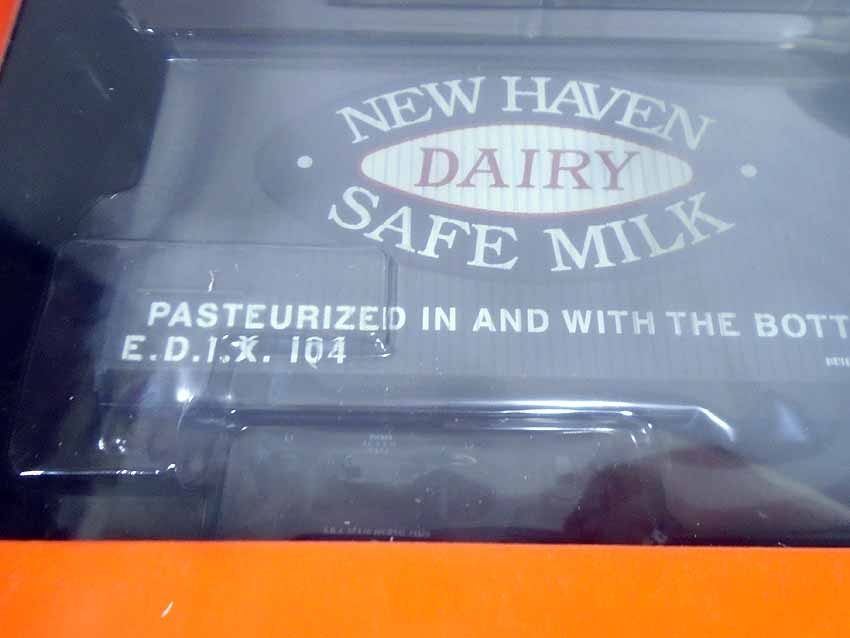 NEW HAVEN
DAIRY
SAFE MILK
PASTEURIZED IN AND WITH THE BOTT
E.D.I.X. 104